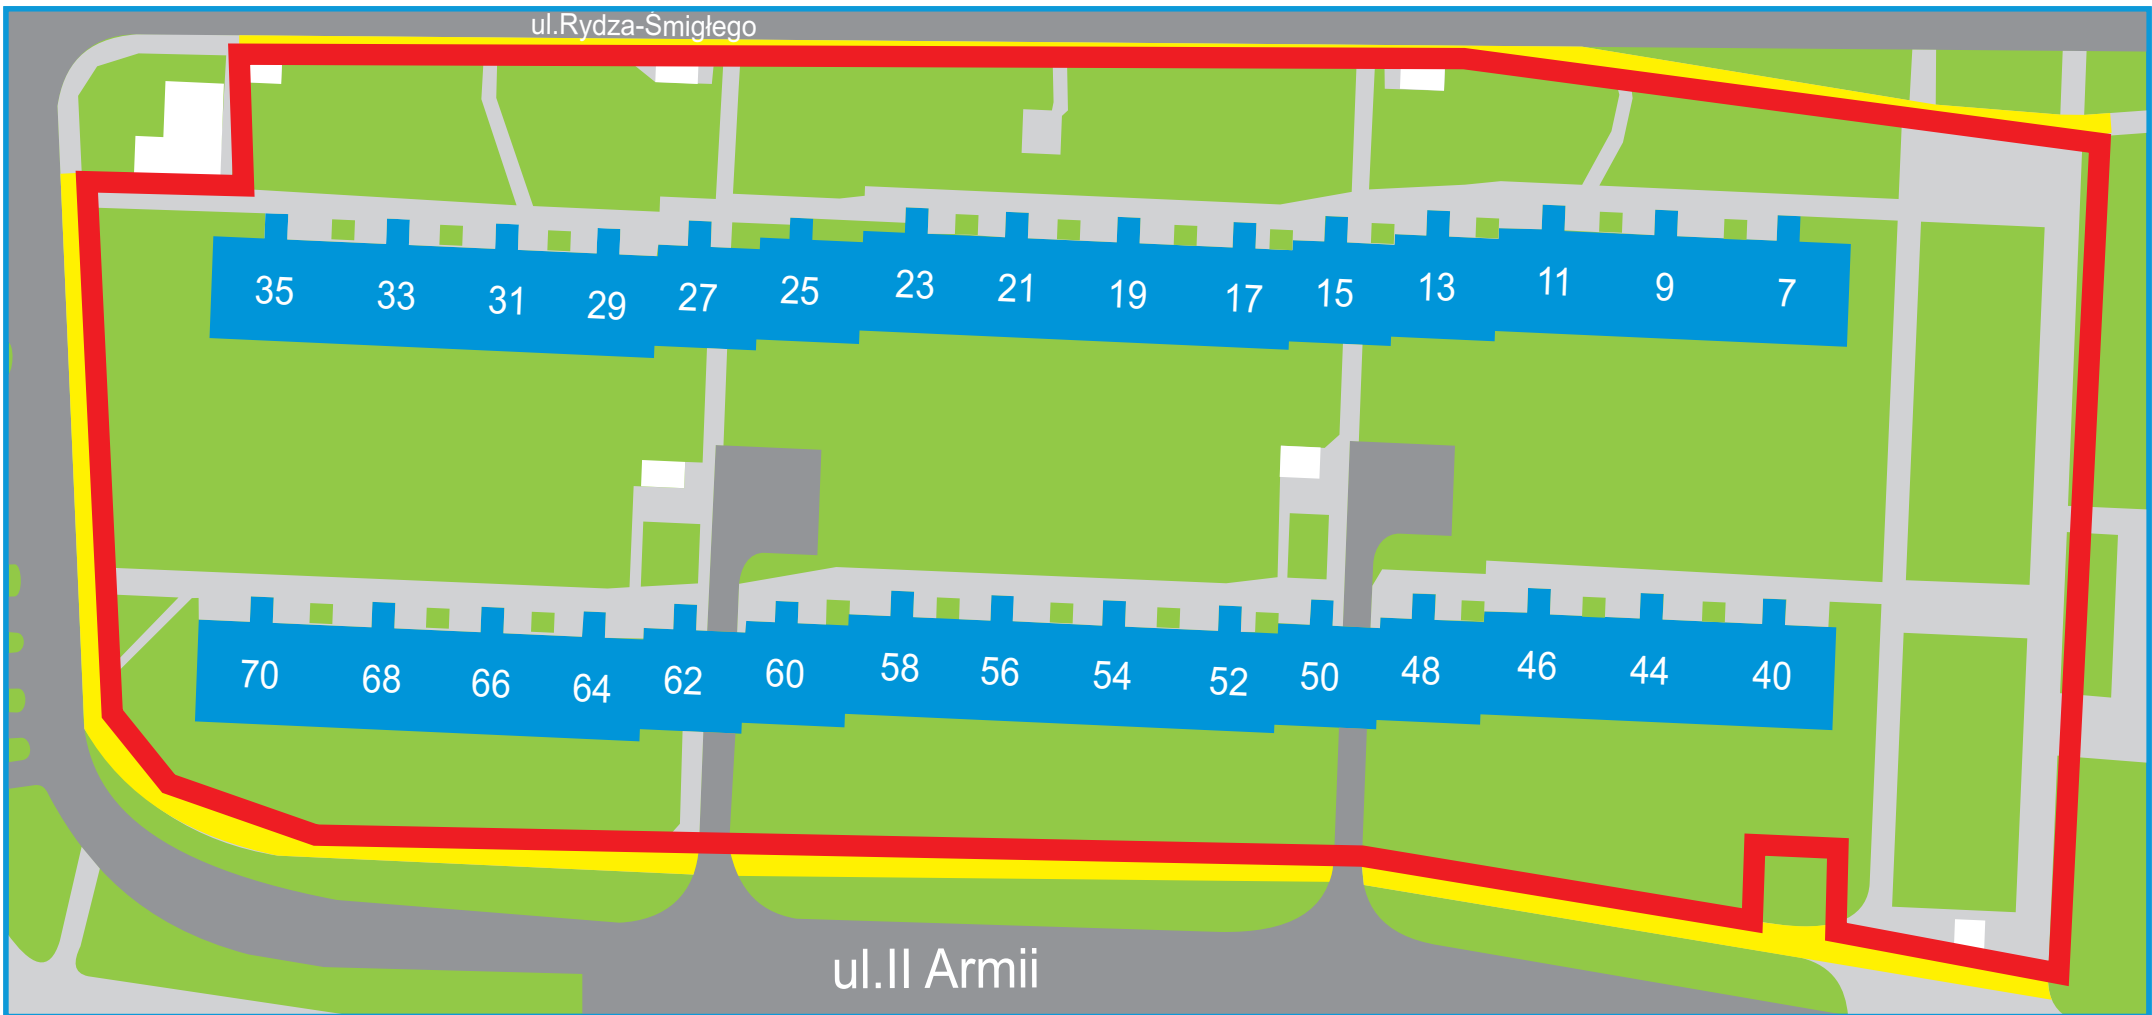 ul.Rydza-Śmigłego
35 33 31 29 27 25 23 21 19 17 15 13 11 9 7
70 68 66 64 62 60 58 56 54 52 50 48 46 44 40
ul.II Armii